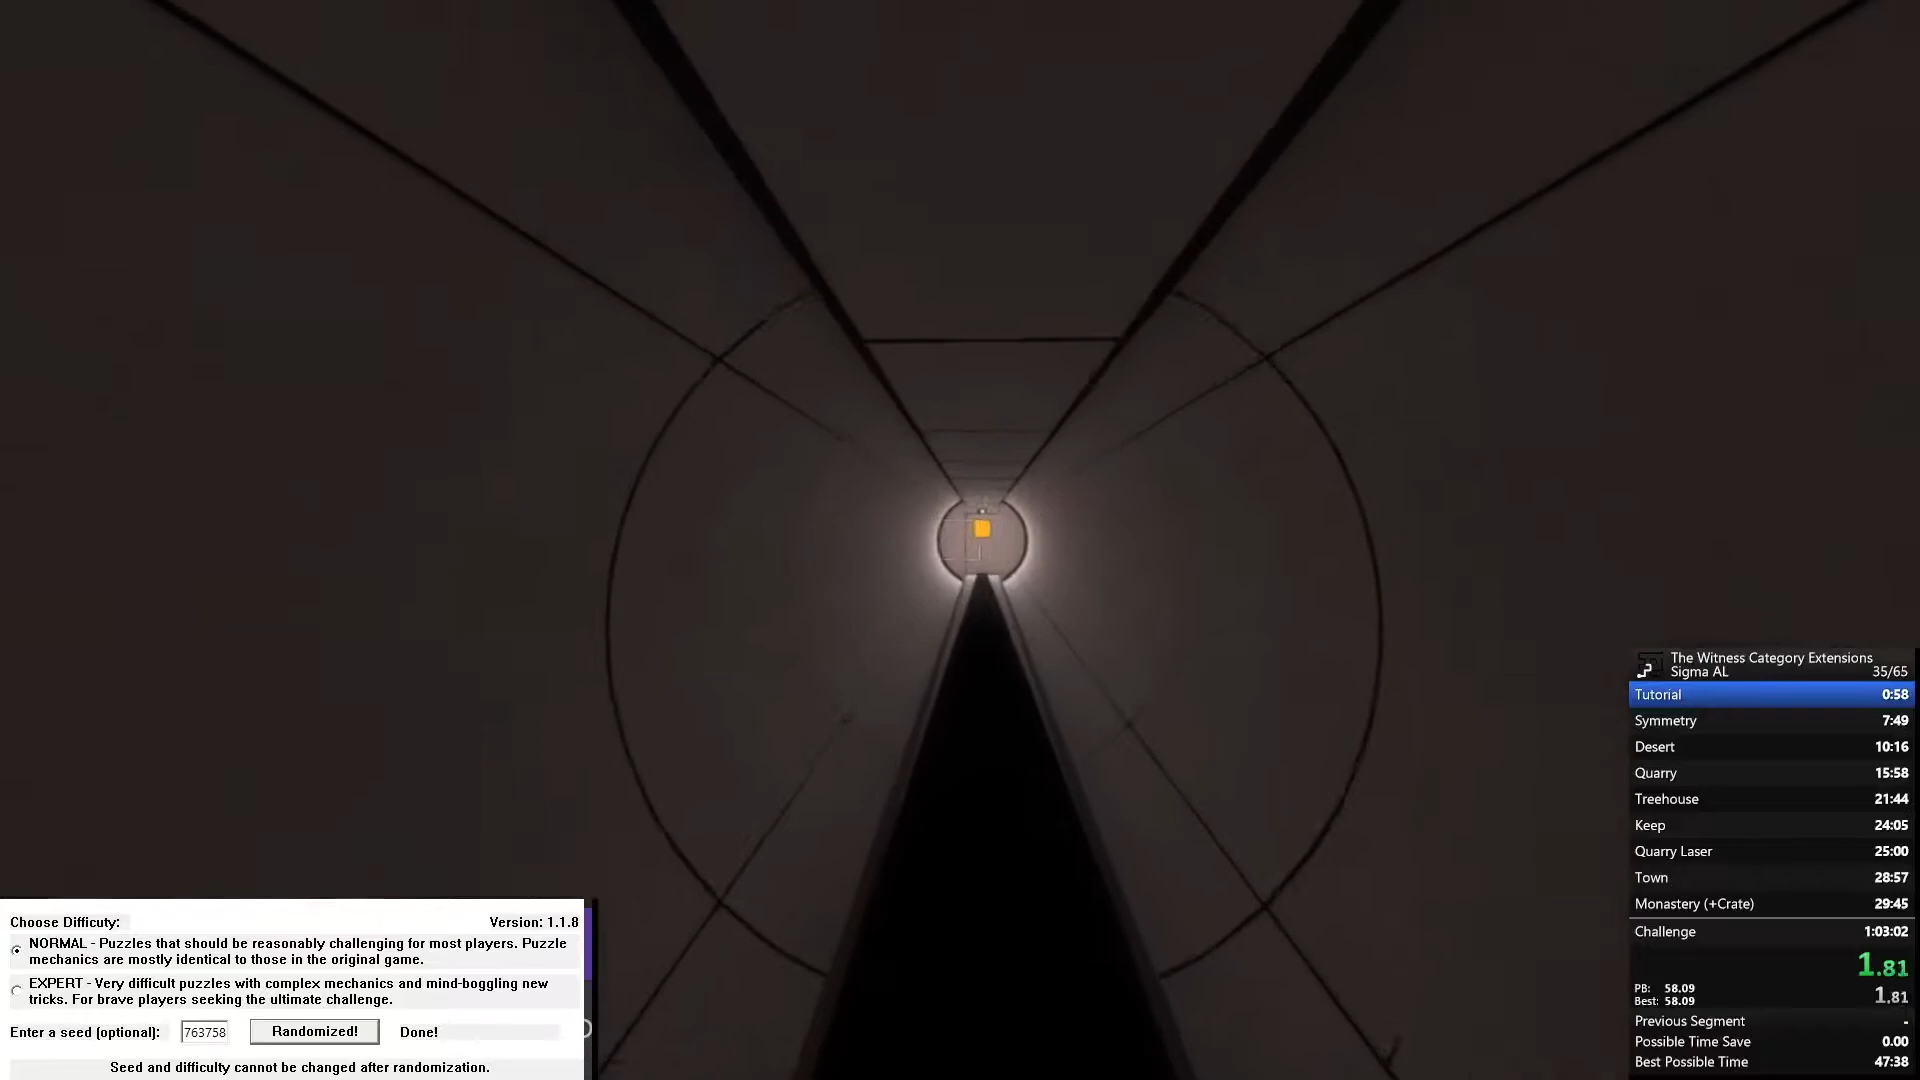 The Witness Category Extensions
Sigma AL 35/65
Tutorial 0:58
Symmetry 7:49
Desert 10:16
Quarry 15:58
Treehouse 21:44
Keep 24:05
Quarry Laser 25:00
Town 28:57
Monastery (+Crate) 29:45
Challenge 1:03:02
1.81
PB: 58.09
Best: 58.09
1.81
Previous Segment -
Possible Time Save 0.00
Best Possible Time 47:38
Choose Difficuty: Version: 1.1.8
NORMAL - Puzzles that should be reasonably challenging for most players. Puzzle
mechanics are mostly identical to those in the original game.
EXPERT - Very difficult puzzles with complex mechanics and mind-boggling new
tricks. For brave players seeking the ultimate challenge.
Enter a seed (optional): 763758 Randomized! Done!
Seed and difficulty cannot be changed after randomization.